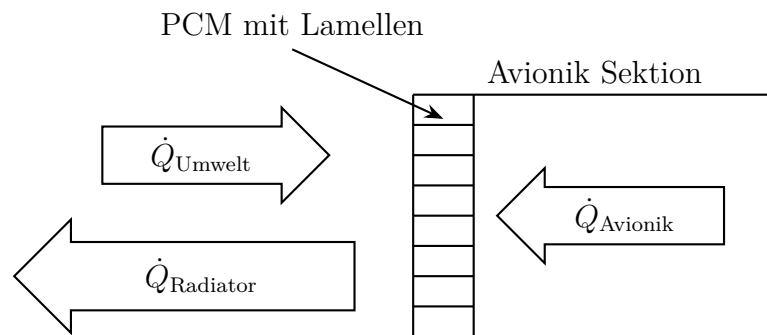 PCM mit Lamellen
Avionik Sektion
Q̇Umwelt
Q̇Avionik
Q̇Radiator